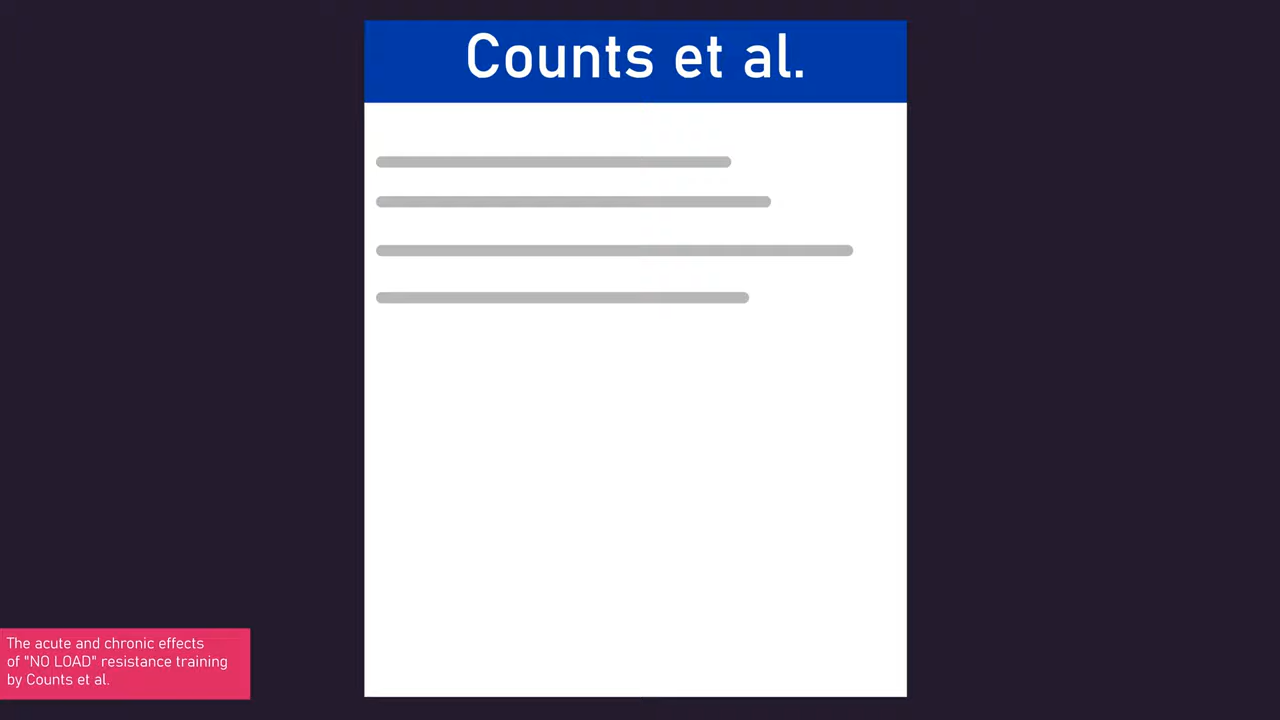 Counts et al.
The acute and chronic effects
of "NO LOAD" resistance training
by Counts et al.